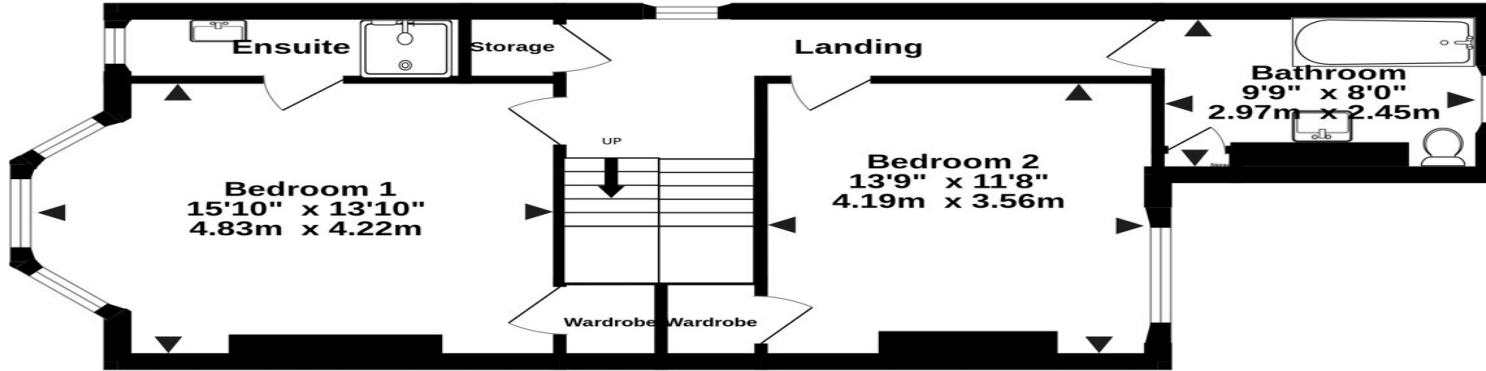 Ensuite
Storage
Landing
Bathroom
9'9" x 8'0"
2.97m x 2.45m
UP
Bedroom 1
15'10" x 13'10"
4.83m x 4.22m
Bedroom 2
13'9" x 11'8"
4.19m x 3.56m
Storage
Wardrobe
Wardrobe